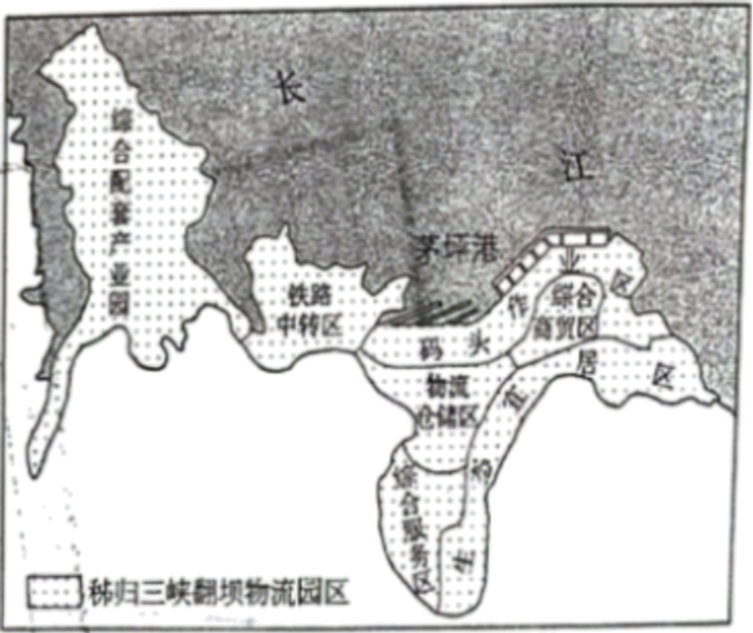 长
江
综合配套产业园
茅坪港
铁路
中转区
码头作业区
综合
商贸区
物流
仓储区
生态宜居区
综合服务区
秭归三峡翻坝物流园区